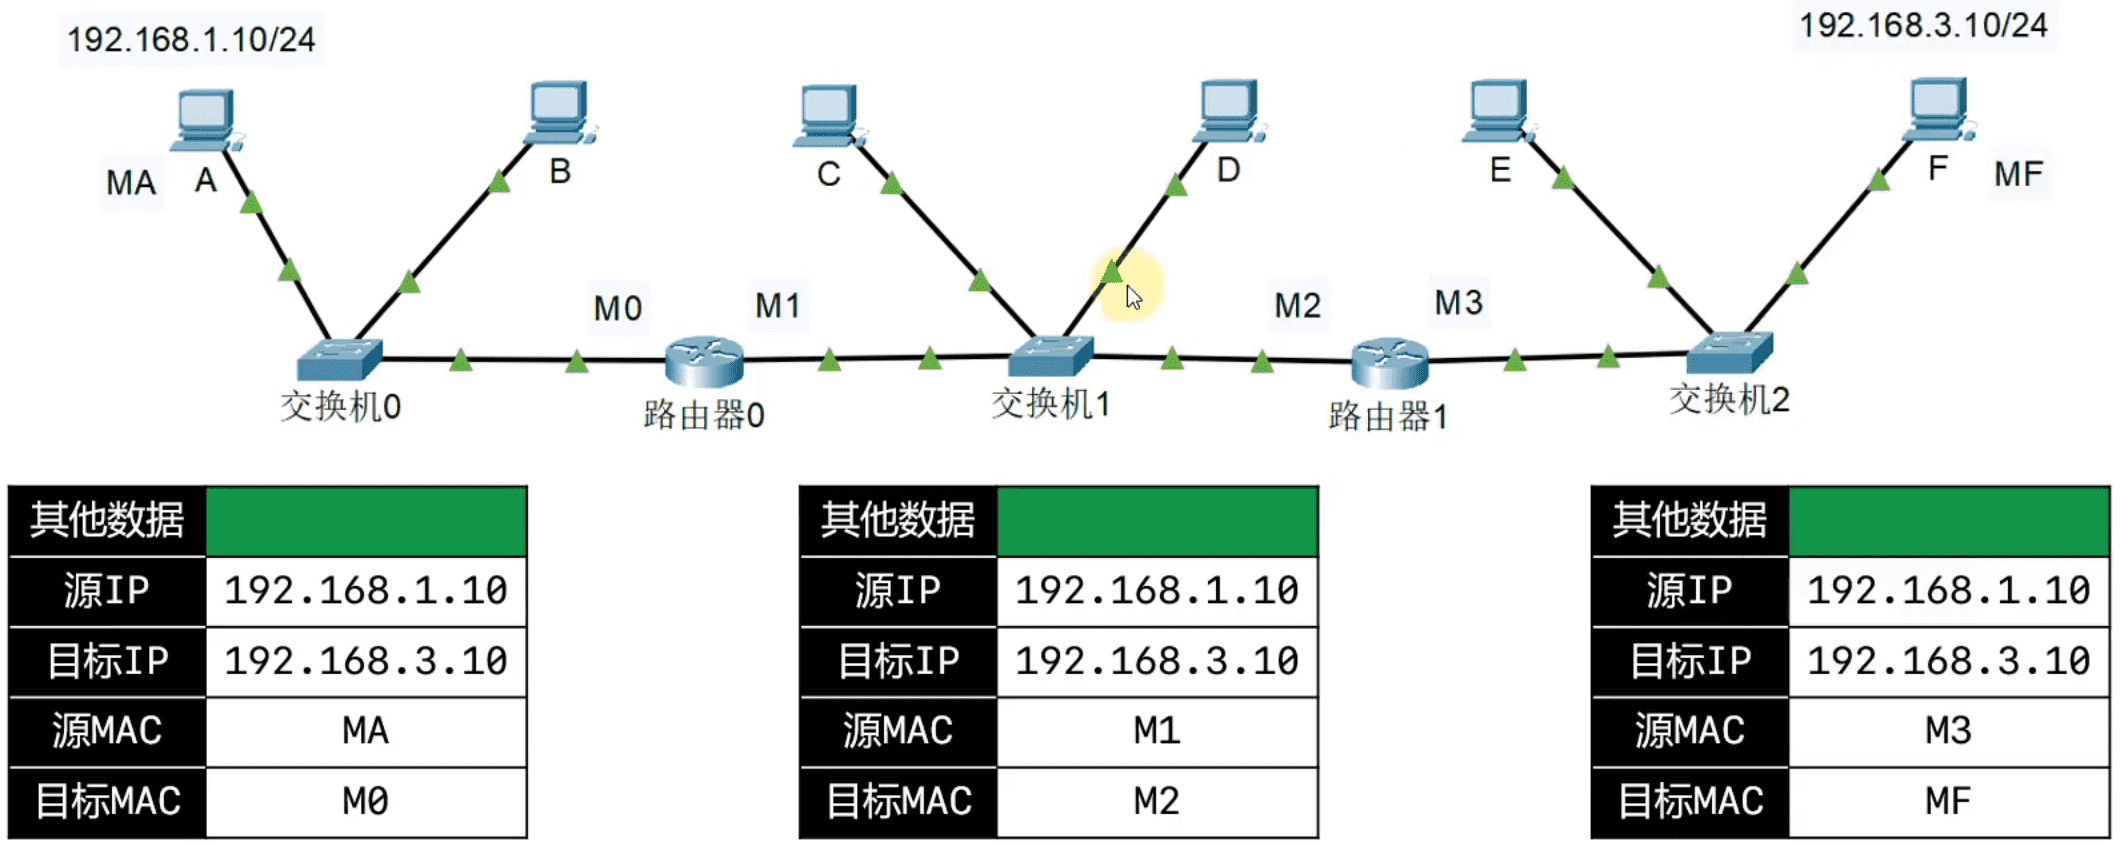 192.168.1.10/24
192.168.3.10/24
MA
A
B
C
D
E
F
MF
M0
M1
M2
M3
交换机0
路由器0
交换机1
路由器1
交换机2
其他数据
源IP 192.168.1.10
目标IP 192.168.3.10
源MAC MA
目标MAC M0
其他数据
源IP 192.168.1.10
目标IP 192.168.3.10
源MAC M1
目标MAC M2
其他数据
源IP 192.168.1.10
目标IP 192.168.3.10
源MAC M3
目标MAC MF